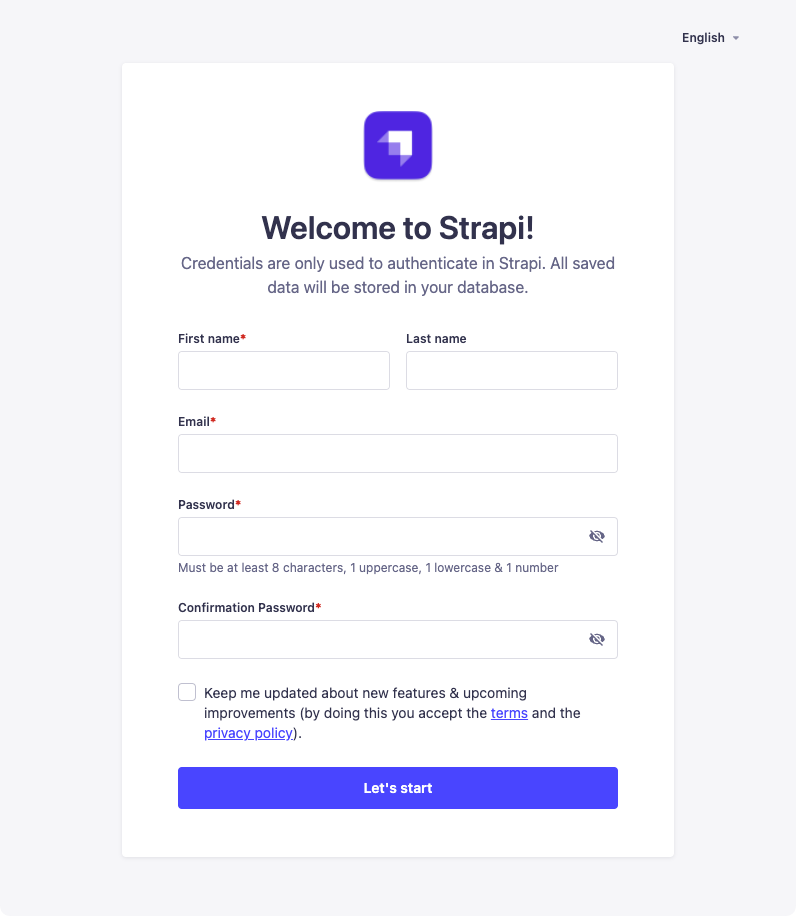 English
Welcome to Strapi!
Credentials are only used to authenticate in Strapi. All saved
data will be stored in your database.
First name*
Last name
Email*
Password*
Must be at least 8 characters, 1 uppercase, 1 lowercase & 1 number
Confirmation Password*
Keep me updated about new features & upcoming
improvements (by doing this you accept the terms and the
privacy policy).
Let's start